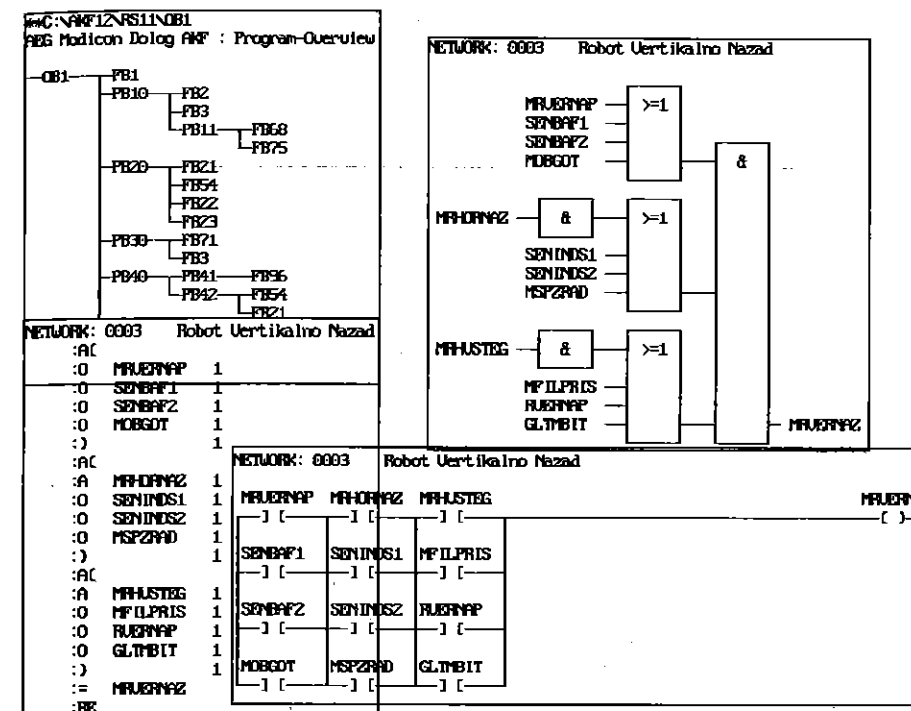 **C:\AKF12\RS11\OB1
AEG Modicon Dolog AKF : Program-Overview
OB1 FB1
PB10 FB2
FB3
PB11 FB68
FB75
PB20 FB21
FB54
FB22
FB23
PB30 FB71
FB3
PB40 PB41 FB96
PB42 FB54
FB21
NETWORK: 0003 Robot Vertikalno Nazad
MRVERNAP >=1
SENBAF1
SENBAF2
MOBGOT &
MRHORNAZ & >=1
SENINDS1
SENINDS2
MSPZRAD
MRHUSTEG & >=1
MFILPRIS
RVERNAP
GLTMBIT MRVERNAZ
NETWORK: 0003 Robot Vertikalno Nazad
:A(
:O MRVERNAP 1
:O SENBAF1 1
:O SENBAF2 1
:O MOBGOT 1
:) 1
:A(
:A MRHORNAZ 1
:O SENINDS1 1
:O SENINDS2 1
:O MSPZRAD 1
:) 1
:A(
:A MRHUSTEG 1
:O MFILPRIS 1
:O RVERNAP 1
:O GLTMBIT 1
:) 1
:= MRVERNAZ
:BE
NETWORK: 0003 Robot Vertikalno Nazad
MRVERNAP MRHORNAZ MRHUSTEG MRVERN
] [ ] [ ] [ ( )
SENBAF1 SENINDS1 MFILPRIS
] [ ] [ ] [
SENBAF2 SENINDS2 RVERNAP
] [ ] [ ] [
MOBGOT MSPZRAD GLTMBIT
] [ ] [ ] [